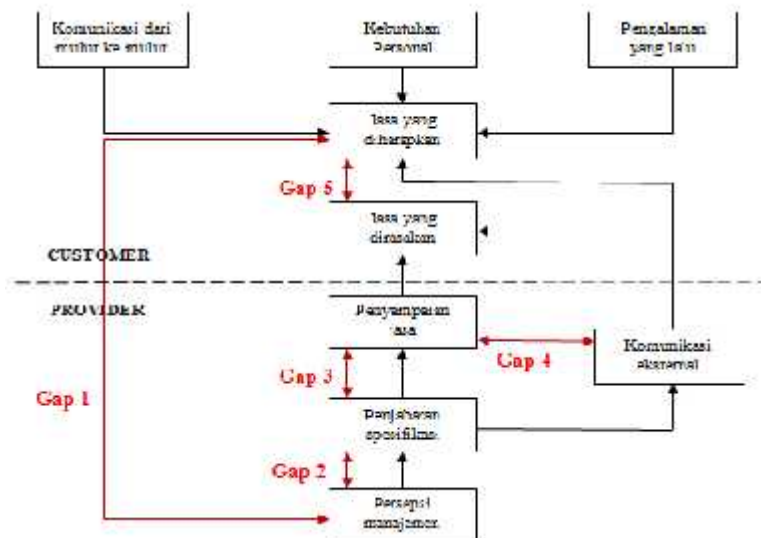 Komunikasi dari
mulut ke mulut
Kebutuhan
Personal
Pengalaman
yang lalu
Jasa yang
diharapkan
Gap 5
Jasa yang
dirasakan
CUSTOMER
PROVIDER
Penyampaian
jasa
Gap 4
Komunikasi
eksternal
Gap 3
Gap 1
Penjabaran
spesifikasi
Gap 2
Persepsi
manajemen